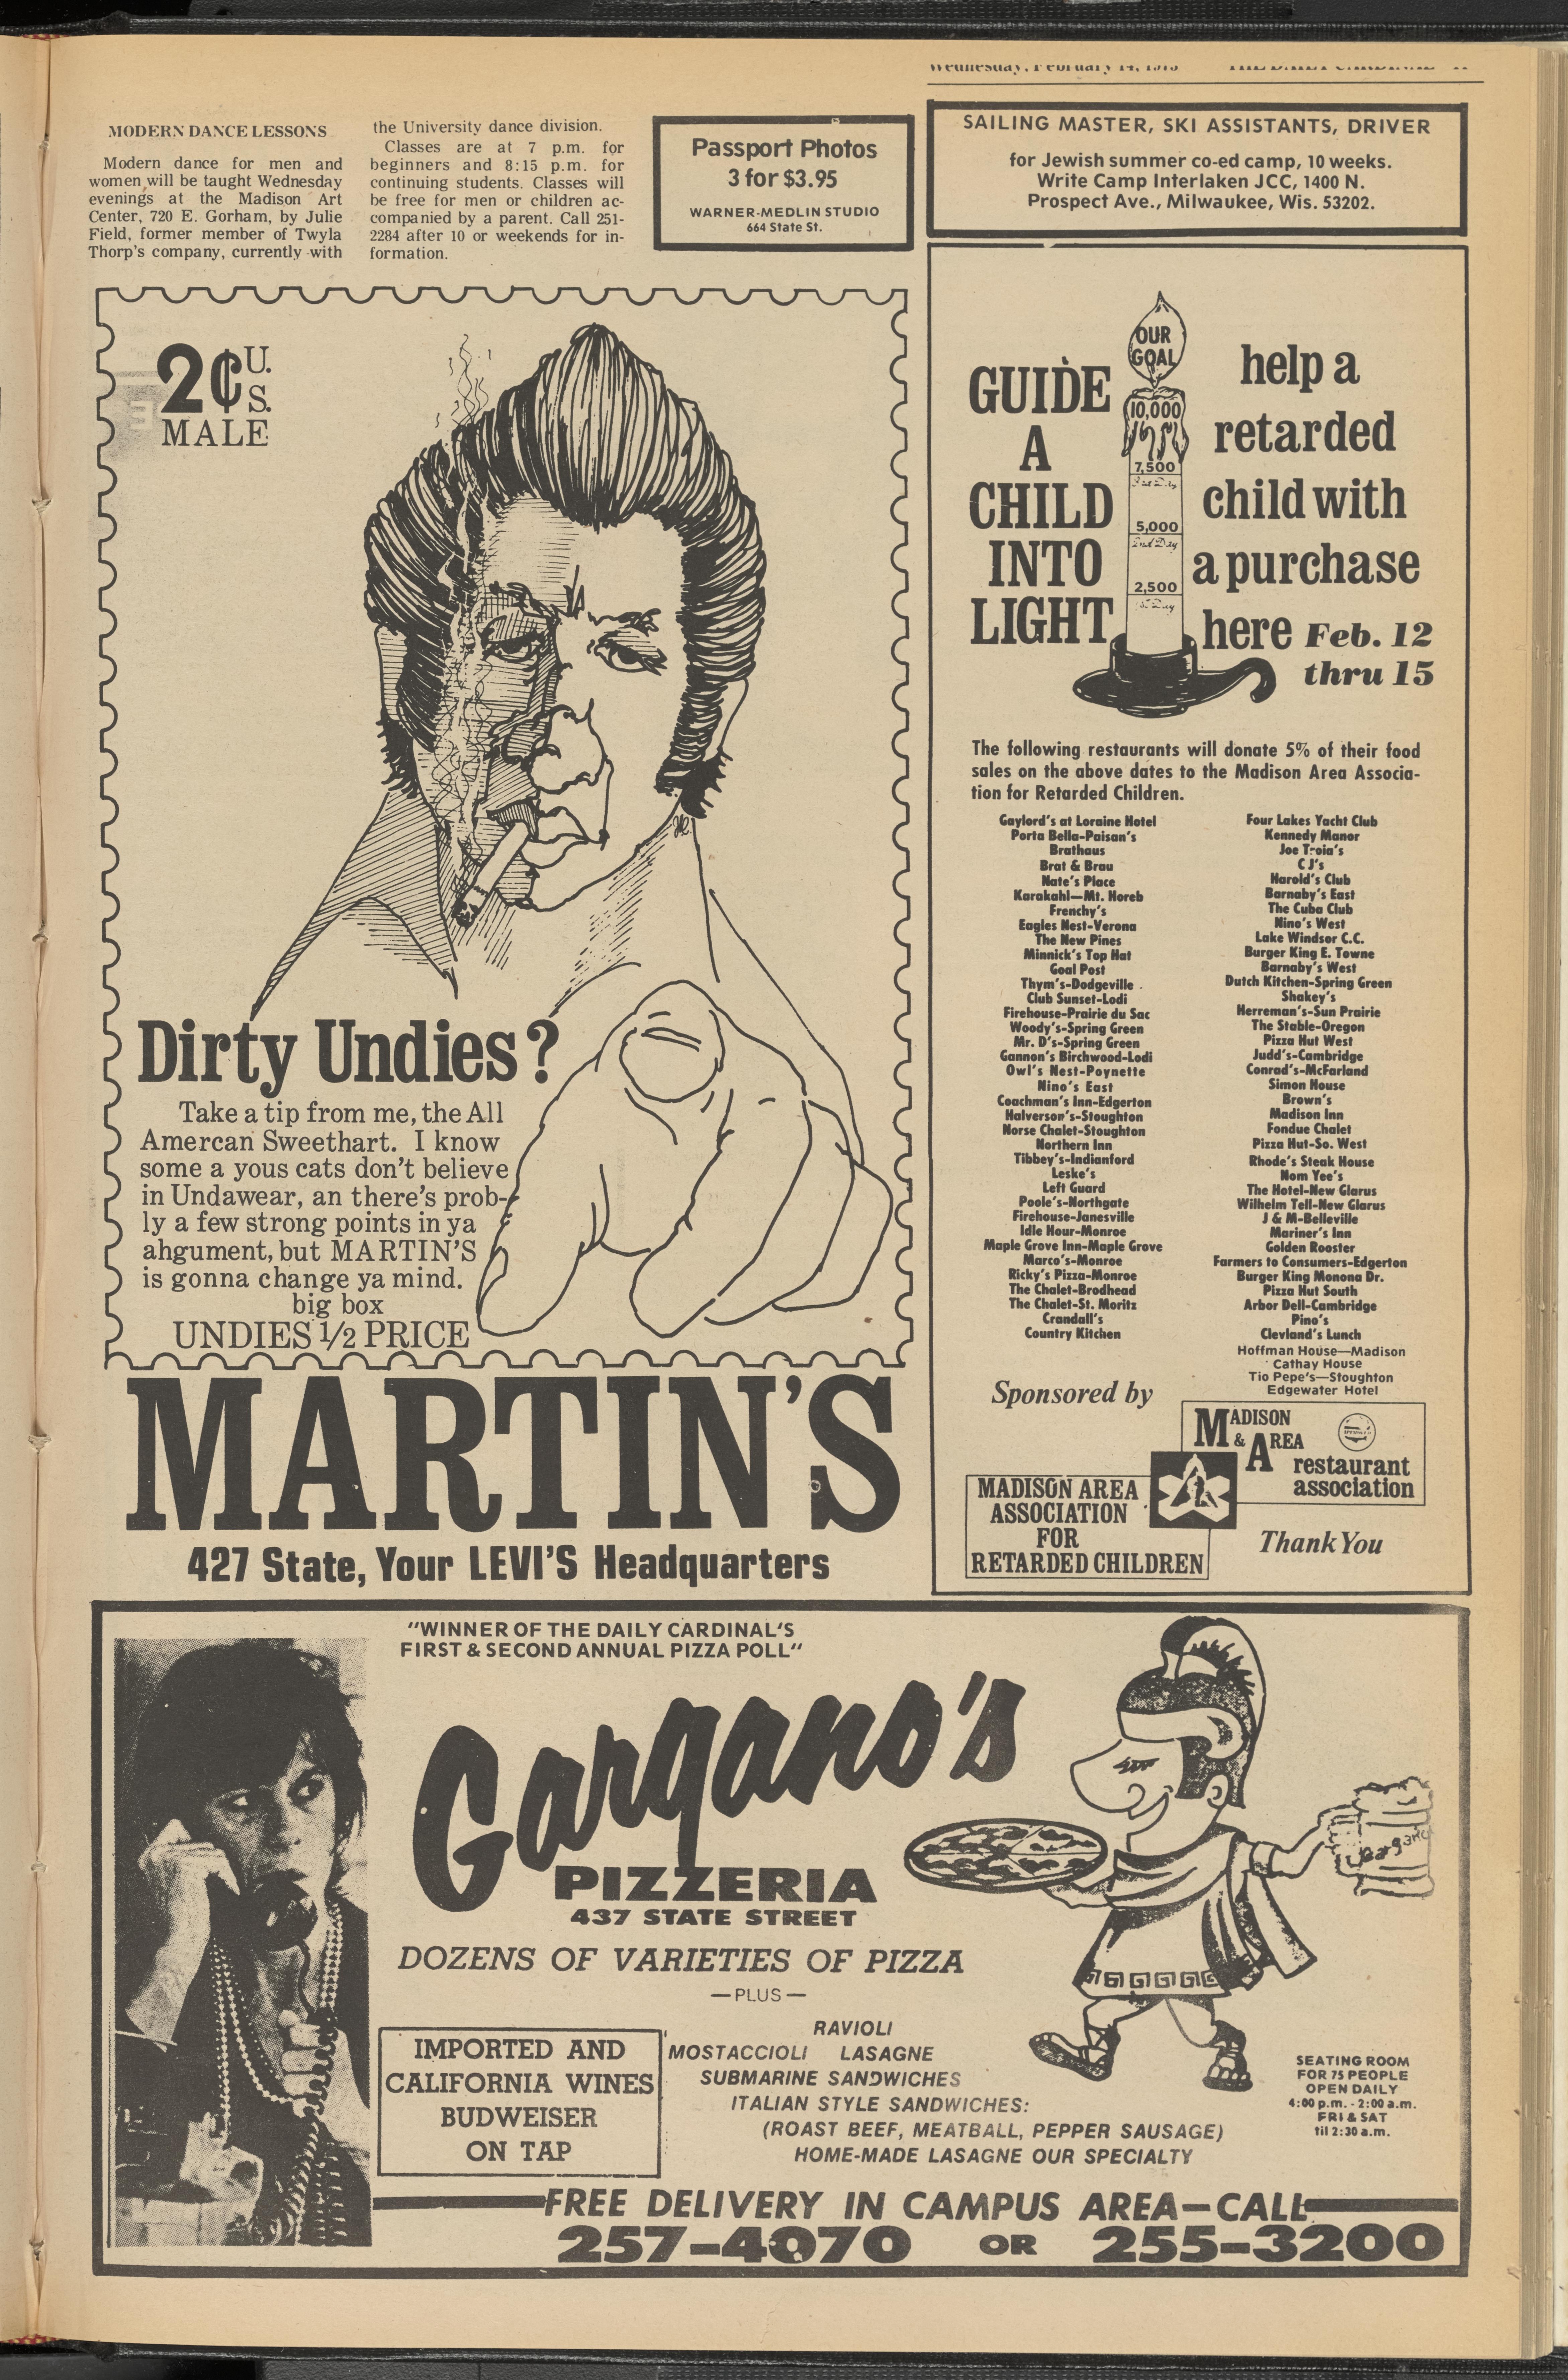 Wednesday, February 14, 1973 THE DAILY CARDINAL
MODERN DANCE LESSONS
Modern dance for men and
women will be taught Wednesday
evenings at the Madison Art
Center, 720 E. Gorham, by Julie
Field, former member of Twyla
Thorp's company, currently with
the University dance division.
Classes are at 7 p.m. for
beginners and 8:15 p.m. for
continuing students. Classes will
be free for men or children ac-
companied by a parent. Call 251-
2284 after 10 or weekends for in-
formation.
Passport Photos
3 for $3.95
WARNER-MEDLIN STUDIO
664 State St.
SAILING MASTER, SKI ASSISTANTS, DRIVER
for Jewish summer co-ed camp, 10 weeks.
Write Camp Interlaken JCC, 1400 N.
Prospect Ave., Milwaukee, Wis. 53202.
2¢ U.
S.
MALE
Dirty Undies?
Take a tip from me, the All
Amercan Sweethart. I know
some a yous cats don't believe
in Undawear, an there's prob-
ly a few strong points in ya
ahgument, but MARTIN'S
is gonna change ya mind.
big box
UNDIES 1/2 PRICE
MARTIN'S
427 State, Your LEVI'S Headquarters
GUIDE
A
CHILD
INTO
LIGHT
OUR
GOAL
10,000
7,500
3rd Day
5,000
2nd Day
2,500
1st Day
help a
retarded
child with
a purchase
here Feb. 12
thru 15
The following restaurants will donate 5% of their food
sales on the above dates to the Madison Area Associa-
tion for Retarded Children.
Gaylord's at Loraine Hotel
Porta Bella-Paisan's
Brathaus
Brat & Brau
Nate's Place
Karakahl—Mt. Horeb
Frenchy's
Eagles Nest-Verona
The New Pines
Minnick's Top Hat
Goal Post
Thym's-Dodgeville
Club Sunset-Lodi
Firehouse-Prairie du Sac
Woody's-Spring Green
Mr. D's-Spring Green
Gannon's Birchwood-Lodi
Owl's Nest-Poynette
Nino's East
Coachman's Inn-Edgerton
Halverson's-Stoughton
Norse Chalet-Stoughton
Northern Inn
Tibbey's-Indianford
Leske's
Left Guard
Poole's-Northgate
Firehouse-Janesville
Idle Hour-Monroe
Maple Grove Inn-Maple Grove
Marco's-Monroe
Ricky's Pizza-Monroe
The Chalet-Brodhead
The Chalet-St. Moritz
Crandall's
Country Kitchen
Four Lakes Yacht Club
Kennedy Manor
Joe Troia's
C J's
Harold's Club
Barnaby's East
The Cuba Club
Nino's West
Lake Windsor C.C.
Burger King E. Towne
Barnaby's West
Dutch Kitchen-Spring Green
Shakey's
Herreman's-Sun Prairie
The Stable-Oregon
Pizza Hut West
Judd's-Cambridge
Conrad's-McFarland
Simon House
Brown's
Madison Inn
Fondue Chalet
Pizza Hut-So. West
Rhode's Steak House
Nom Yee's
The Hotel-New Glarus
Wilhelm Tell-New Glarus
J & M-Belleville
Mariner's Inn
Golden Rooster
Farmers to Consumers-Edgerton
Burger King Monona Dr.
Pizza Hut South
Arbor Dell-Cambridge
Pino's
Clevland's Lunch
Hoffman House—Madison
Cathay House
Tio Pepe's—Stoughton
Edgewater Hotel
Sponsored by
MADISON
& AREA
restaurant
association
MADISON AREA
ASSOCIATION
FOR
RETARDED CHILDREN
Thank You
"WINNER OF THE DAILY CARDINAL'S
FIRST & SECOND ANNUAL PIZZA POLL"
Gargano's
PIZZERIA
437 STATE STREET
Gargano
DOZENS OF VARIETIES OF PIZZA
—PLUS—
IMPORTED AND
CALIFORNIA WINES
BUDWEISER
ON TAP
RAVIOLI
MOSTACCIOLI LASAGNE
SUBMARINE SANDWICHES
ITALIAN STYLE SANDWICHES:
(ROAST BEEF, MEATBALL, PEPPER SAUSAGE)
HOME-MADE LASAGNE OUR SPECIALTY
SEATING ROOM
FOR 75 PEOPLE
OPEN DAILY
4:00 p.m. - 2:00 a.m.
FRI & SAT
til 2:30 a.m.
FREE DELIVERY IN CAMPUS AREA—CALL
257-4070 OR 255-3200